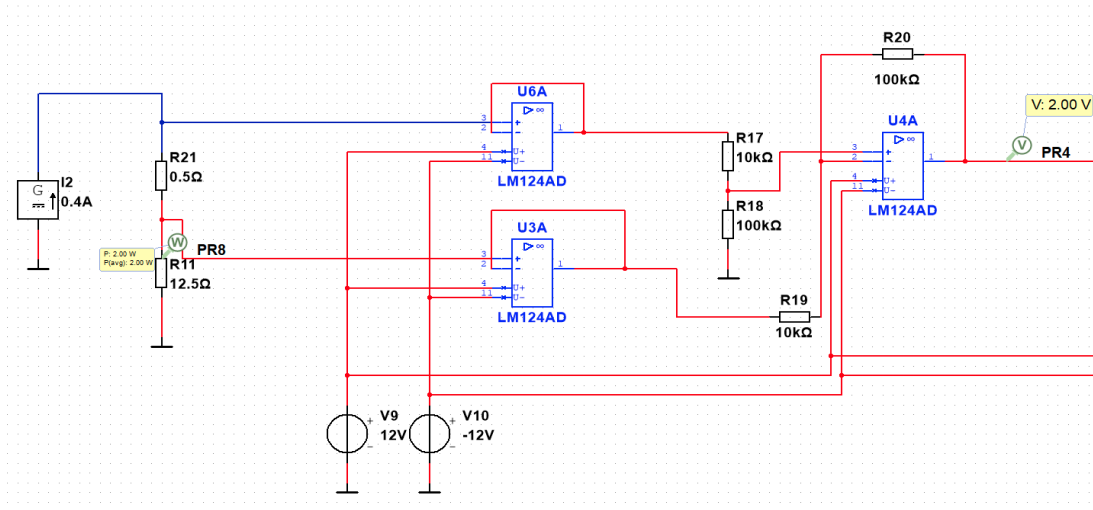 R20
100kΩ
V: 2.00 V
U6A
U4A
3
2
4
11
+
-
U+
U-
1
▷ ∞
LM124AD
R17
10kΩ
3
2
4
11
+
-
U+
U-
1
▷ ∞
LM124AD
V
PR4
R21
0.5Ω
I2
G
0.4A
R18
100kΩ
U3A
3
2
4
11
+
-
U+
U-
1
▷ ∞
LM124AD
W
PR8
P: 2.00 W
P(avg): 2.00 W
R11
12.5Ω
R19
10kΩ
V9
12V
+
-
V10
-12V
+
-